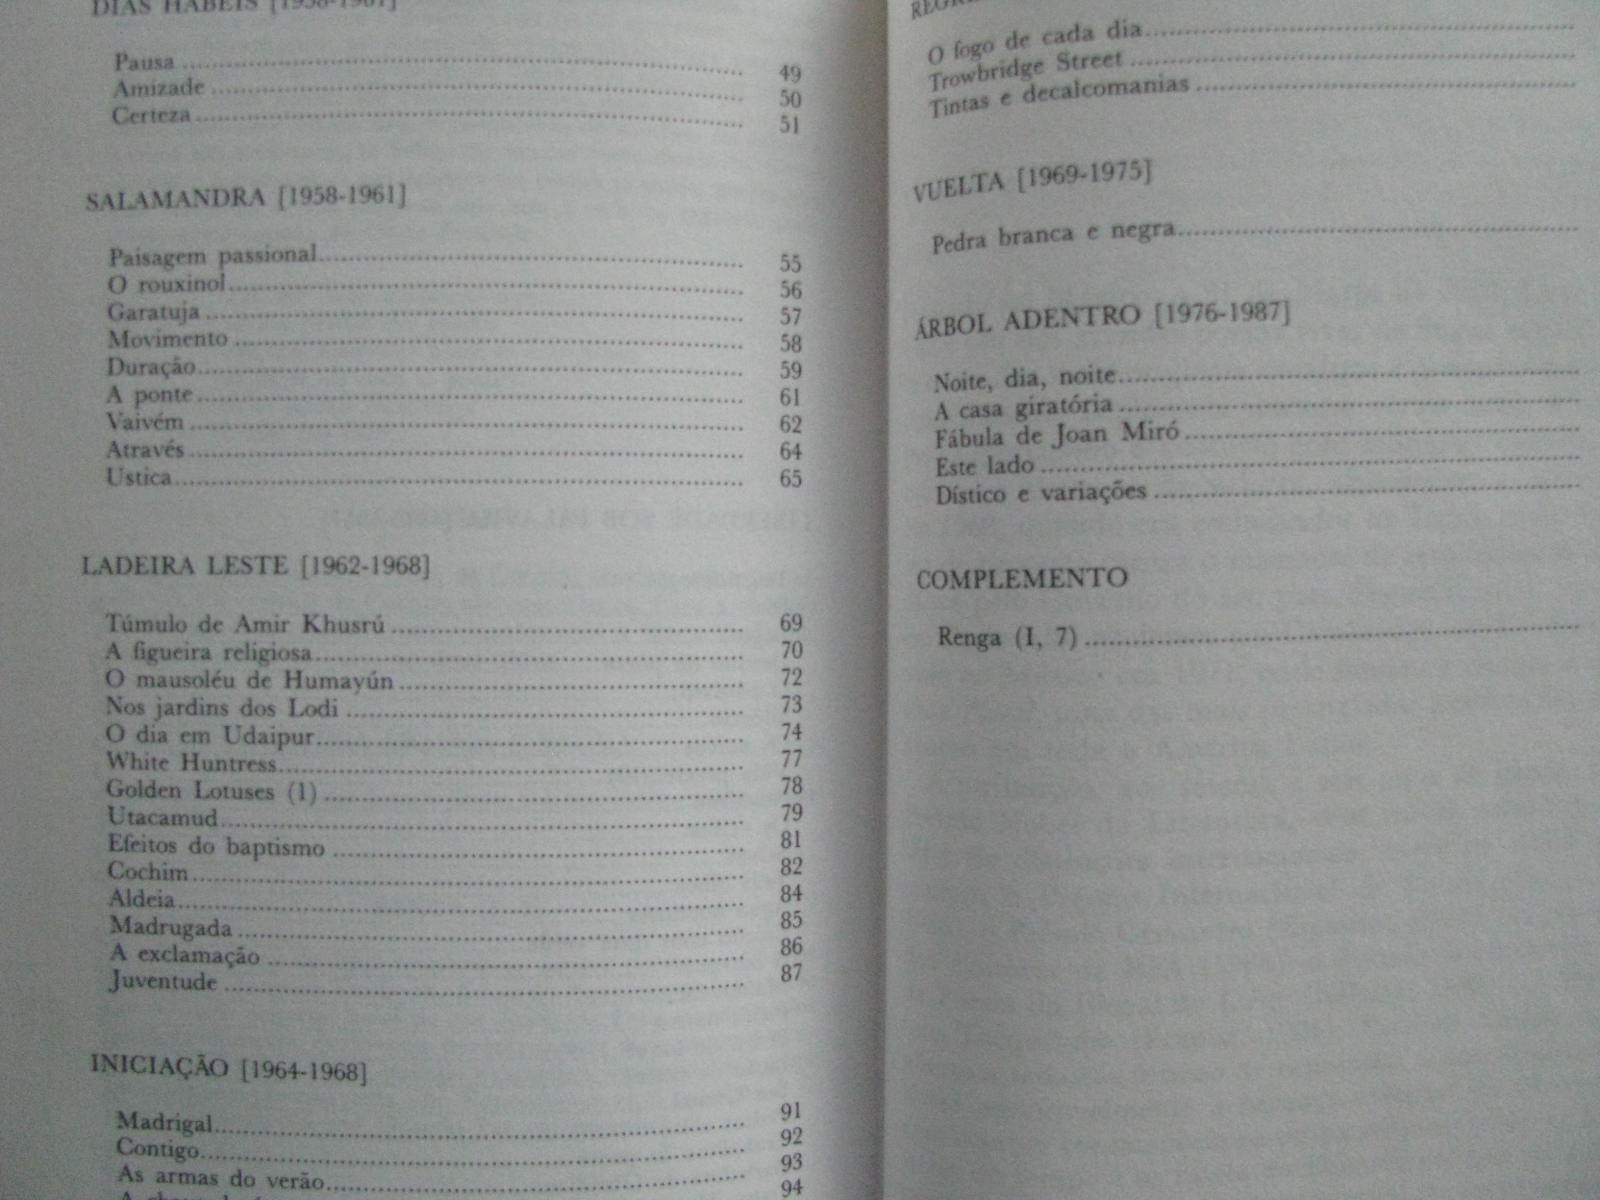 DIAS HÁBEIS [1958-1961]
Pausa 49
Amizade 50
Certeza 51
SALAMANDRA [1958-1961]
Paisagem passional 55
O rouxinol 56
Garatuja 57
Movimento 58
Duração 59
A ponte 61
Vaivém 62
Através 64
Ustica 65
LADEIRA LESTE [1962-1968]
Túmulo de Amir Khusrú 69
A figueira religiosa 70
O mausoléu de Humayún 72
Nos jardins dos Lodi 73
O dia em Udaipur 74
White Huntress 77
Golden Lotuses (1) 78
Utacamud 79
Efeitos do baptismo 81
Cochim 82
Aldeia 84
Madrugada 85
A exclamação 86
Juventude 87
INICIAÇÃO [1964-1968]
Madrigal 91
Contigo 92
As armas do verão 93
94
O fogo de cada dia
Trowbridge Street
Tintas e decalcomanias
VUELTA [1969-1975]
Pedra branca e negra
ÁRBOL ADENTRO [1976-1987]
Noite, dia, noite
A casa giratória
Fábula de Joan Miró
Este lado
Dístico e variações
COMPLEMENTO
Renga (I, 7)